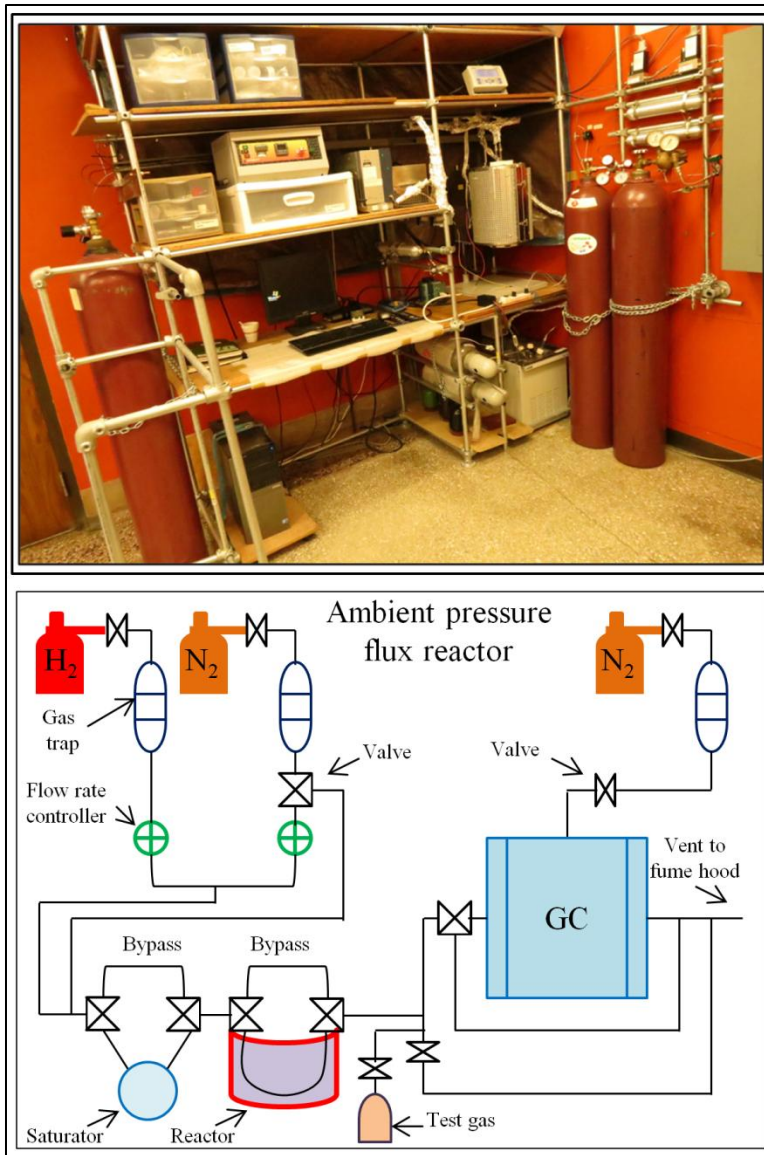 Ambient pressure
flux reactor
H2
N2
N2
Gas
trap
Valve
Valve
Flow rate
controller
Vent to
fume hood
GC
Bypass
Bypass
Saturator
Reactor
Test gas